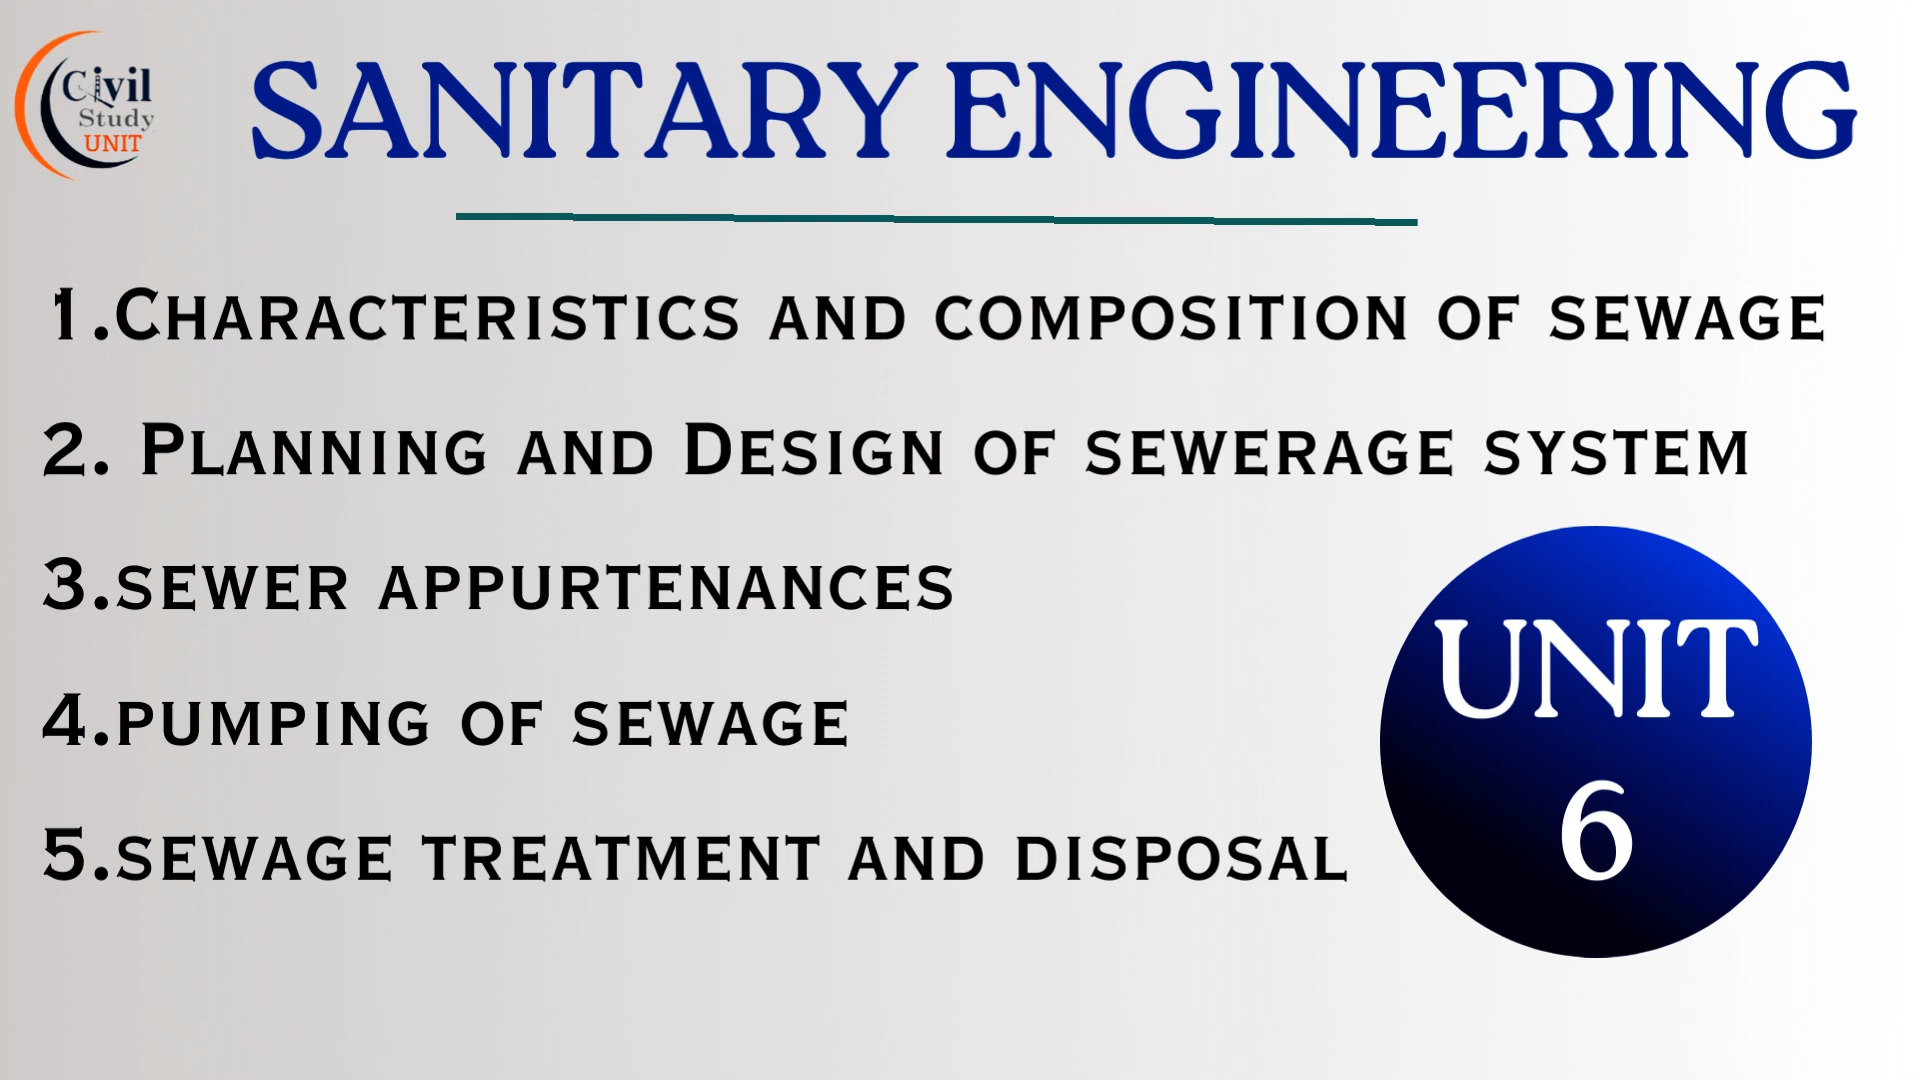 Civil
Study
UNIT
SANITARY ENGINEERING
1.Characteristics and composition of sewage
2. Planning and Design of sewerage system
3.sewer appurtenances
4.pumping of sewage
5.sewage treatment and disposal
UNIT
6